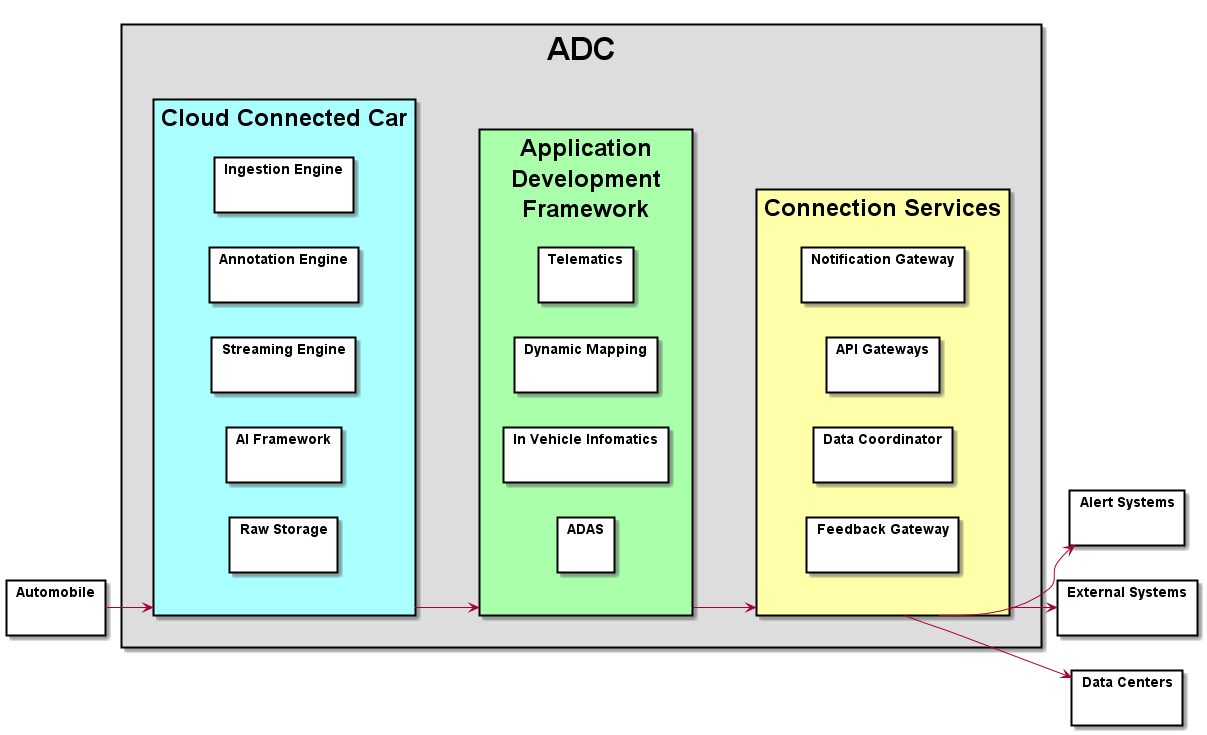 ADC
Cloud Connected Car
Ingestion Engine
Annotation Engine
Streaming Engine
AI Framework
Raw Storage
Application
Development
Framework
Telematics
Dynamic Mapping
In Vehicle Infomatics
ADAS
Connection Services
Notification Gateway
API Gateways
Data Coordinator
Feedback Gateway
Automobile
Alert Systems
External Systems
Data Centers